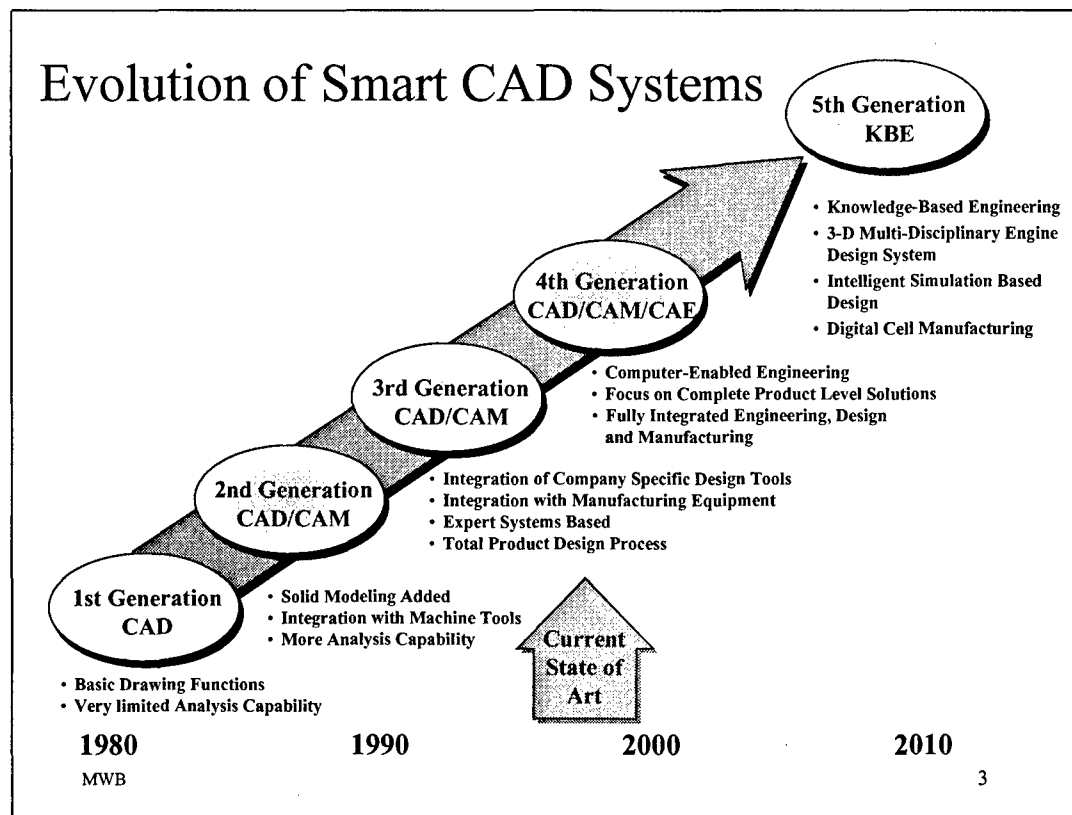 Evolution of Smart CAD Systems
5th Generation
KBE
• Knowledge-Based Engineering
• 3-D Multi-Disciplinary Engine
Design System
• Intelligent Simulation Based
Design
• Digital Cell Manufacturing
4th Generation
CAD/CAM/CAE
• Computer-Enabled Engineering
• Focus on Complete Product Level Solutions
• Fully Integrated Engineering, Design
and Manufacturing
3rd Generation
CAD/CAM
• Integration of Company Specific Design Tools
• Integration with Manufacturing Equipment
• Expert Systems Based
• Total Product Design Process
2nd Generation
CAD/CAM
• Solid Modeling Added
• Integration with Machine Tools
• More Analysis Capability
1st Generation
CAD
• Basic Drawing Functions
• Very limited Analysis Capability
Current
State of
Art
1980 1990 2000 2010
MWB 3